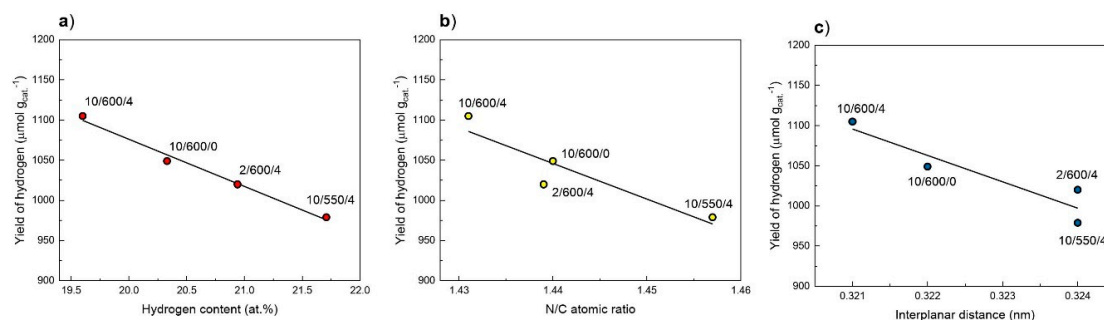 a)
1200
1150
1100
1050
1000
950
900
Yield of hydrogen (µmol gcat.⁻¹)
10/600/4
10/600/0
2/600/4
10/550/4
19.5 20.0 20.5 21.0 21.5 22.0
Hydrogen content (at.%)
b)
1200
1150
1100
1050
1000
950
900
Yield of hydrogen (µmol gcat.⁻¹)
10/600/4
10/600/0
2/600/4
10/550/4
1.43 1.44 1.45 1.46
N/C atomic ratio
c)
1200
1150
1100
1050
1000
950
900
Yield of hydrogen (µmol gcat.⁻¹)
10/600/4
10/600/0
2/600/4
10/550/4
0.321 0.322 0.323 0.324
Interplanar distance (nm)